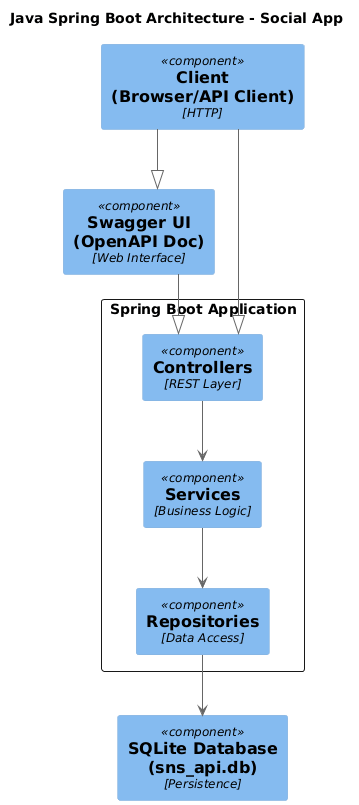 Java Spring Boot Architecture - Social App
«component»
Client
(Browser/API Client)
[HTTP]
«component»
Swagger UI
(OpenAPI Doc)
[Web Interface]
Spring Boot Application
«component»
Controllers
[REST Layer]
«component»
Services
[Business Logic]
«component»
Repositories
[Data Access]
«component»
SQLite Database
(sns_api.db)
[Persistence]